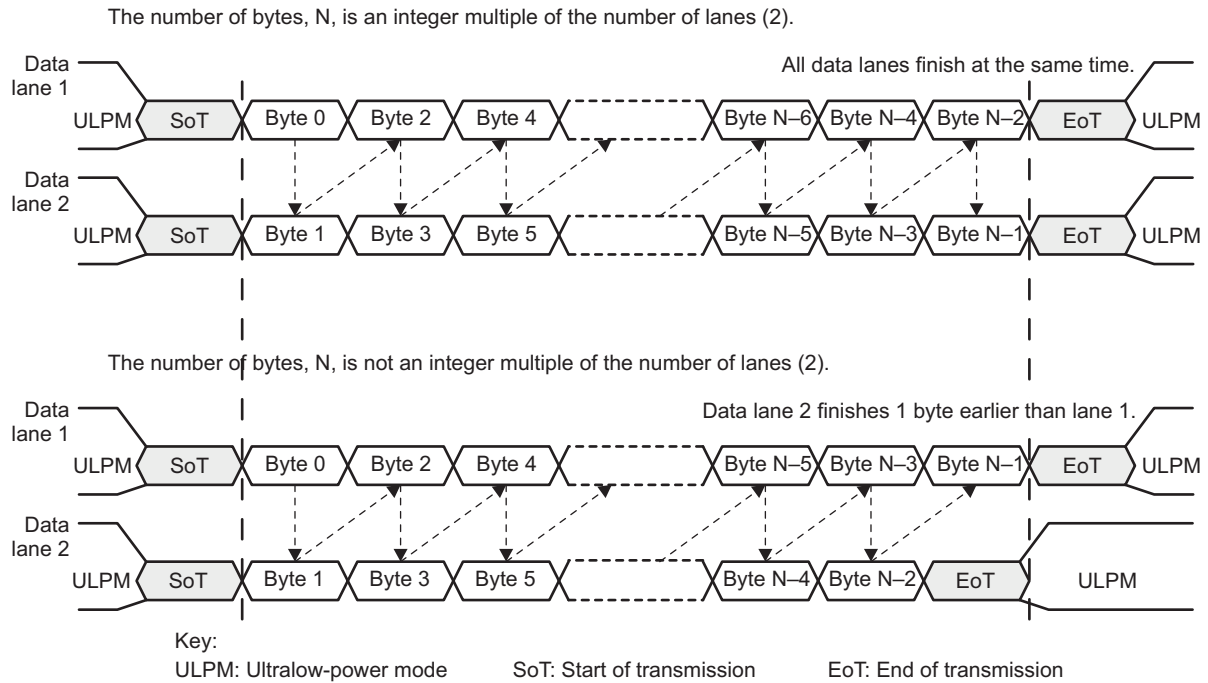 The number of bytes, N, is an integer multiple of the number of lanes (2).
Data
lane 1
All data lanes finish at the same time.
ULPM SoT Byte 0 Byte 2 Byte 4 Byte N–6 Byte N–4 Byte N–2 EoT ULPM
Data
lane 2
ULPM SoT Byte 1 Byte 3 Byte 5 Byte N–5 Byte N–3 Byte N–1 EoT ULPM
The number of bytes, N, is not an integer multiple of the number of lanes (2).
Data
lane 1
Data lane 2 finishes 1 byte earlier than lane 1.
ULPM SoT Byte 0 Byte 2 Byte 4 Byte N–5 Byte N–3 Byte N–1 EoT ULPM
Data
lane 2
ULPM SoT Byte 1 Byte 3 Byte 5 Byte N–4 Byte N–2 EoT ULPM
Key:
ULPM: Ultralow-power mode SoT: Start of transmission EoT: End of transmission